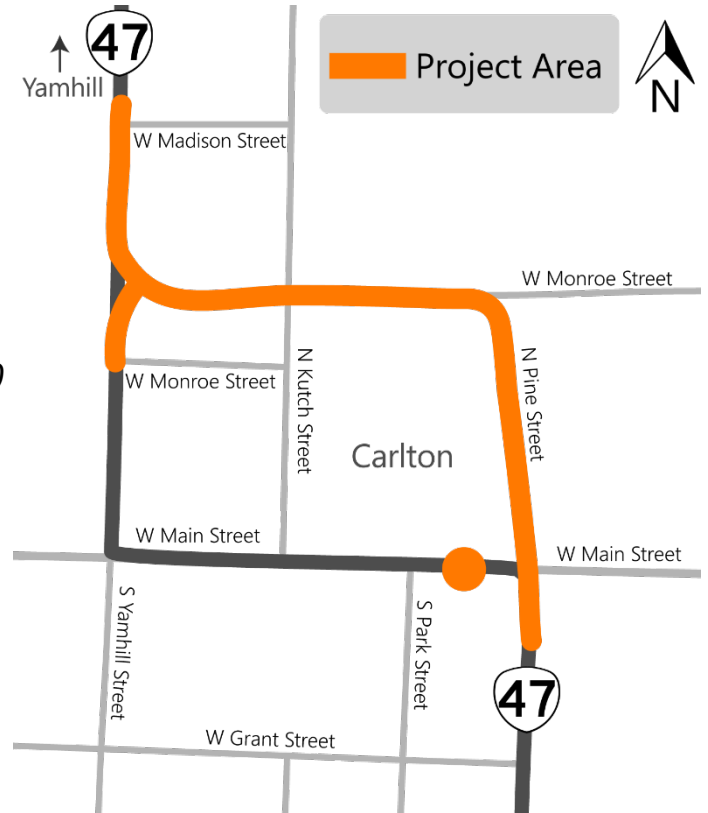 47
Yamhill
Project Area
N
W Madison Street
W Monroe Street
W Monroe Street
N Kutch Street
N Pine Street
Carlton
W Main Street
W Main Street
S Yamhill Street
S Park Street
47
W Grant Street